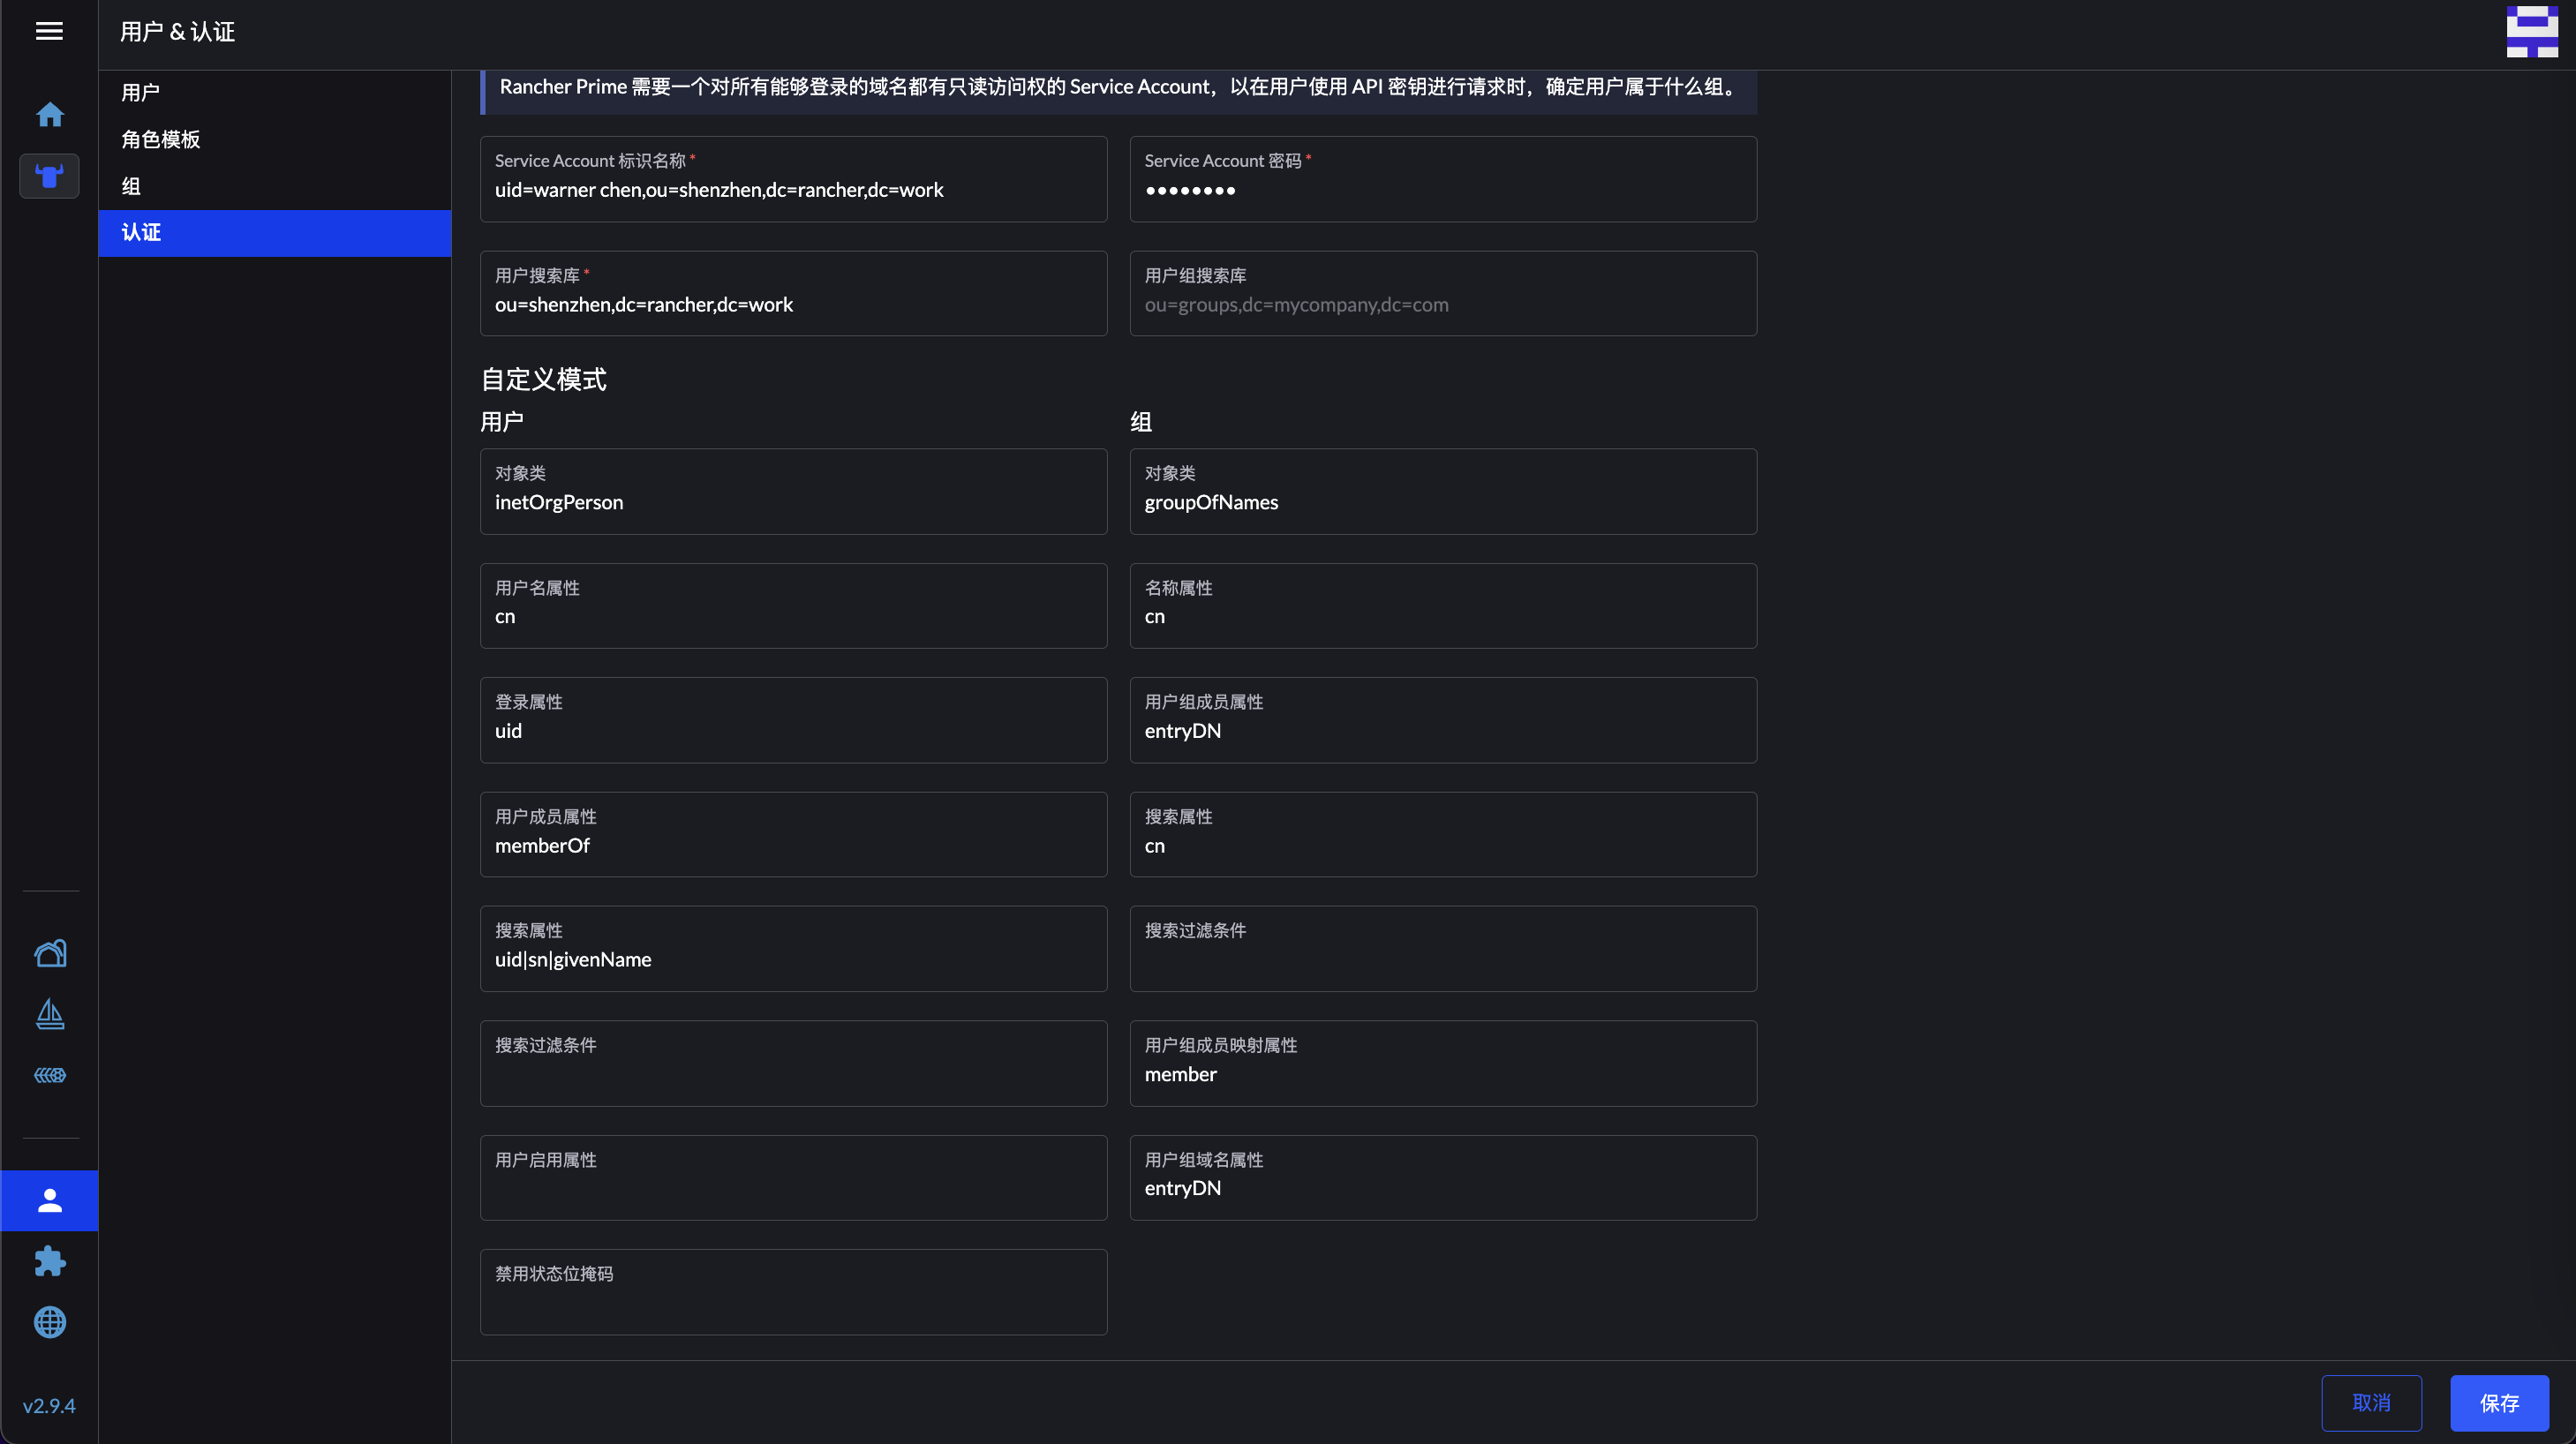 用户 & 认证
用户
角色模板
组
认证
Rancher Prime 需要一个对所有能够登录的域名都有只读访问权的 Service Account，以在用户使用 API 密钥进行请求时，确定用户属于什么组。
Service Account 标识名称 *
uid=warner chen,ou=shenzhen,dc=rancher,dc=work
Service Account 密码 *
••••••••
用户搜索库 *
ou=shenzhen,dc=rancher,dc=work
用户组搜索库
ou=groups,dc=mycompany,dc=com
自定义模式
用户
组
对象类
inetOrgPerson
对象类
groupOfNames
用户名属性
cn
名称属性
cn
登录属性
uid
用户组成员属性
entryDN
用户成员属性
memberOf
搜索属性
cn
搜索属性
uid|sn|givenName
搜索过滤条件
搜索过滤条件
用户组成员映射属性
member
用户启用属性
用户组域名属性
entryDN
禁用状态位掩码
v2.9.4
取消
保存